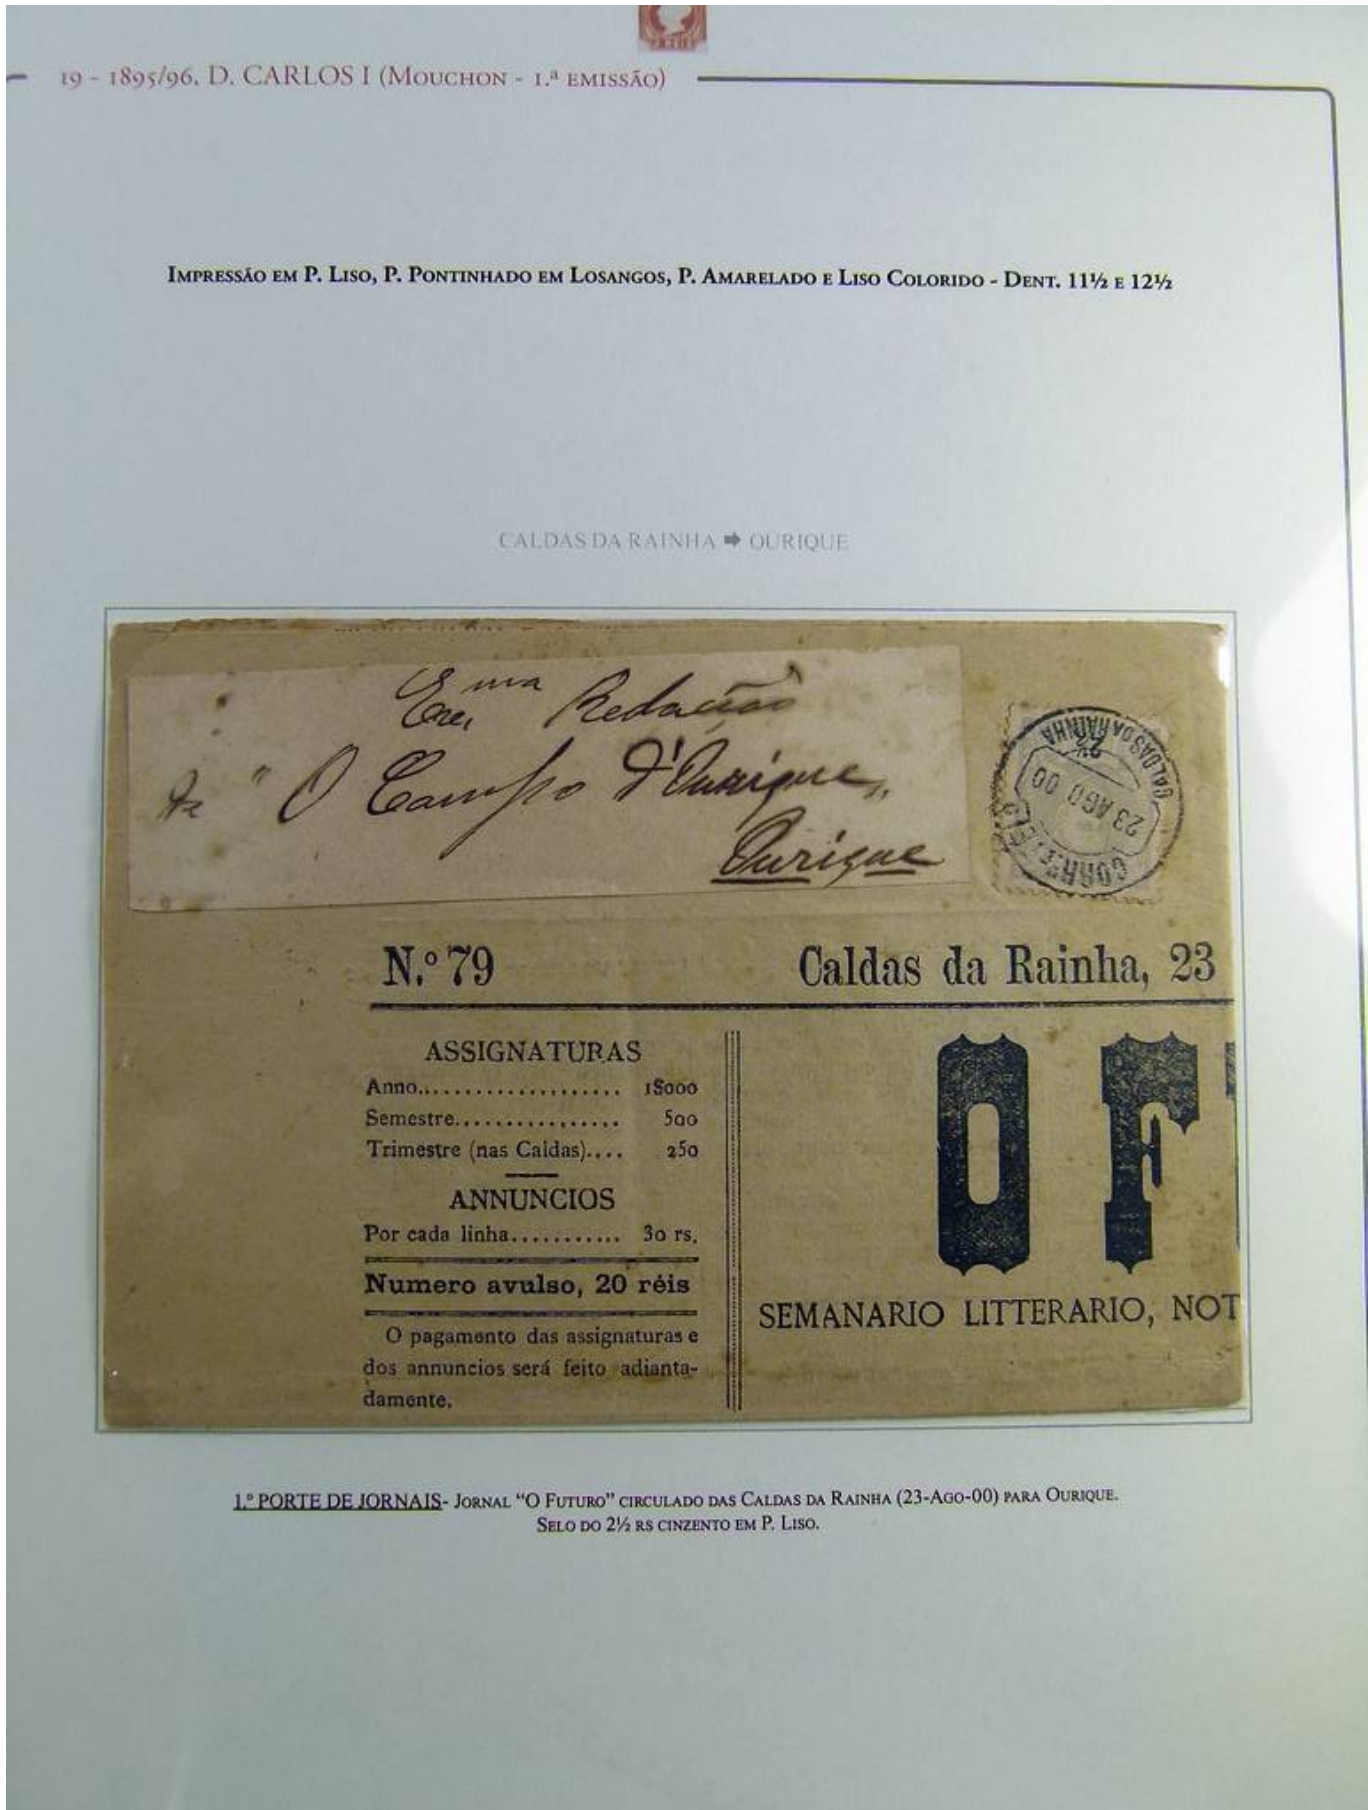 19 - 1895/96, D. CARLOS I (MOUCHON - 1.ª EMISSÃO)
IMPRESSÃO EM P. LISO, P. PONTINHADO EM LOSANGOS, P. AMARELADO E LISO COLORIDO - DENT. 11½ E 12½
CALDAS DA RAINHA ➡ OURIQUE
Exma Redacção
de "O Campo d'Ourique„
Ourique
CALDAS DA RAINHA
23 AGO 00
N.º 79
Caldas da Rainha, 23
ASSIGNATURAS
Anno.................... 1$000
Semestre................ 500
Trimestre (nas Caldas).... 250
ANNUNCIOS
Por cada linha........... 30 rs.
Numero avulso, 20 réis
O pagamento das assignaturas e
dos annuncios será feito adianta-
damente.
O F
SEMANARIO LITTERARIO, NOT
1.º PORTE DE JORNAIS- JORNAL "O FUTURO" CIRCULADO DAS CALDAS DA RAINHA (23-AGO-00) PARA OURIQUE.
SELO DO 2½ RS CINZENTO EM P. LISO.